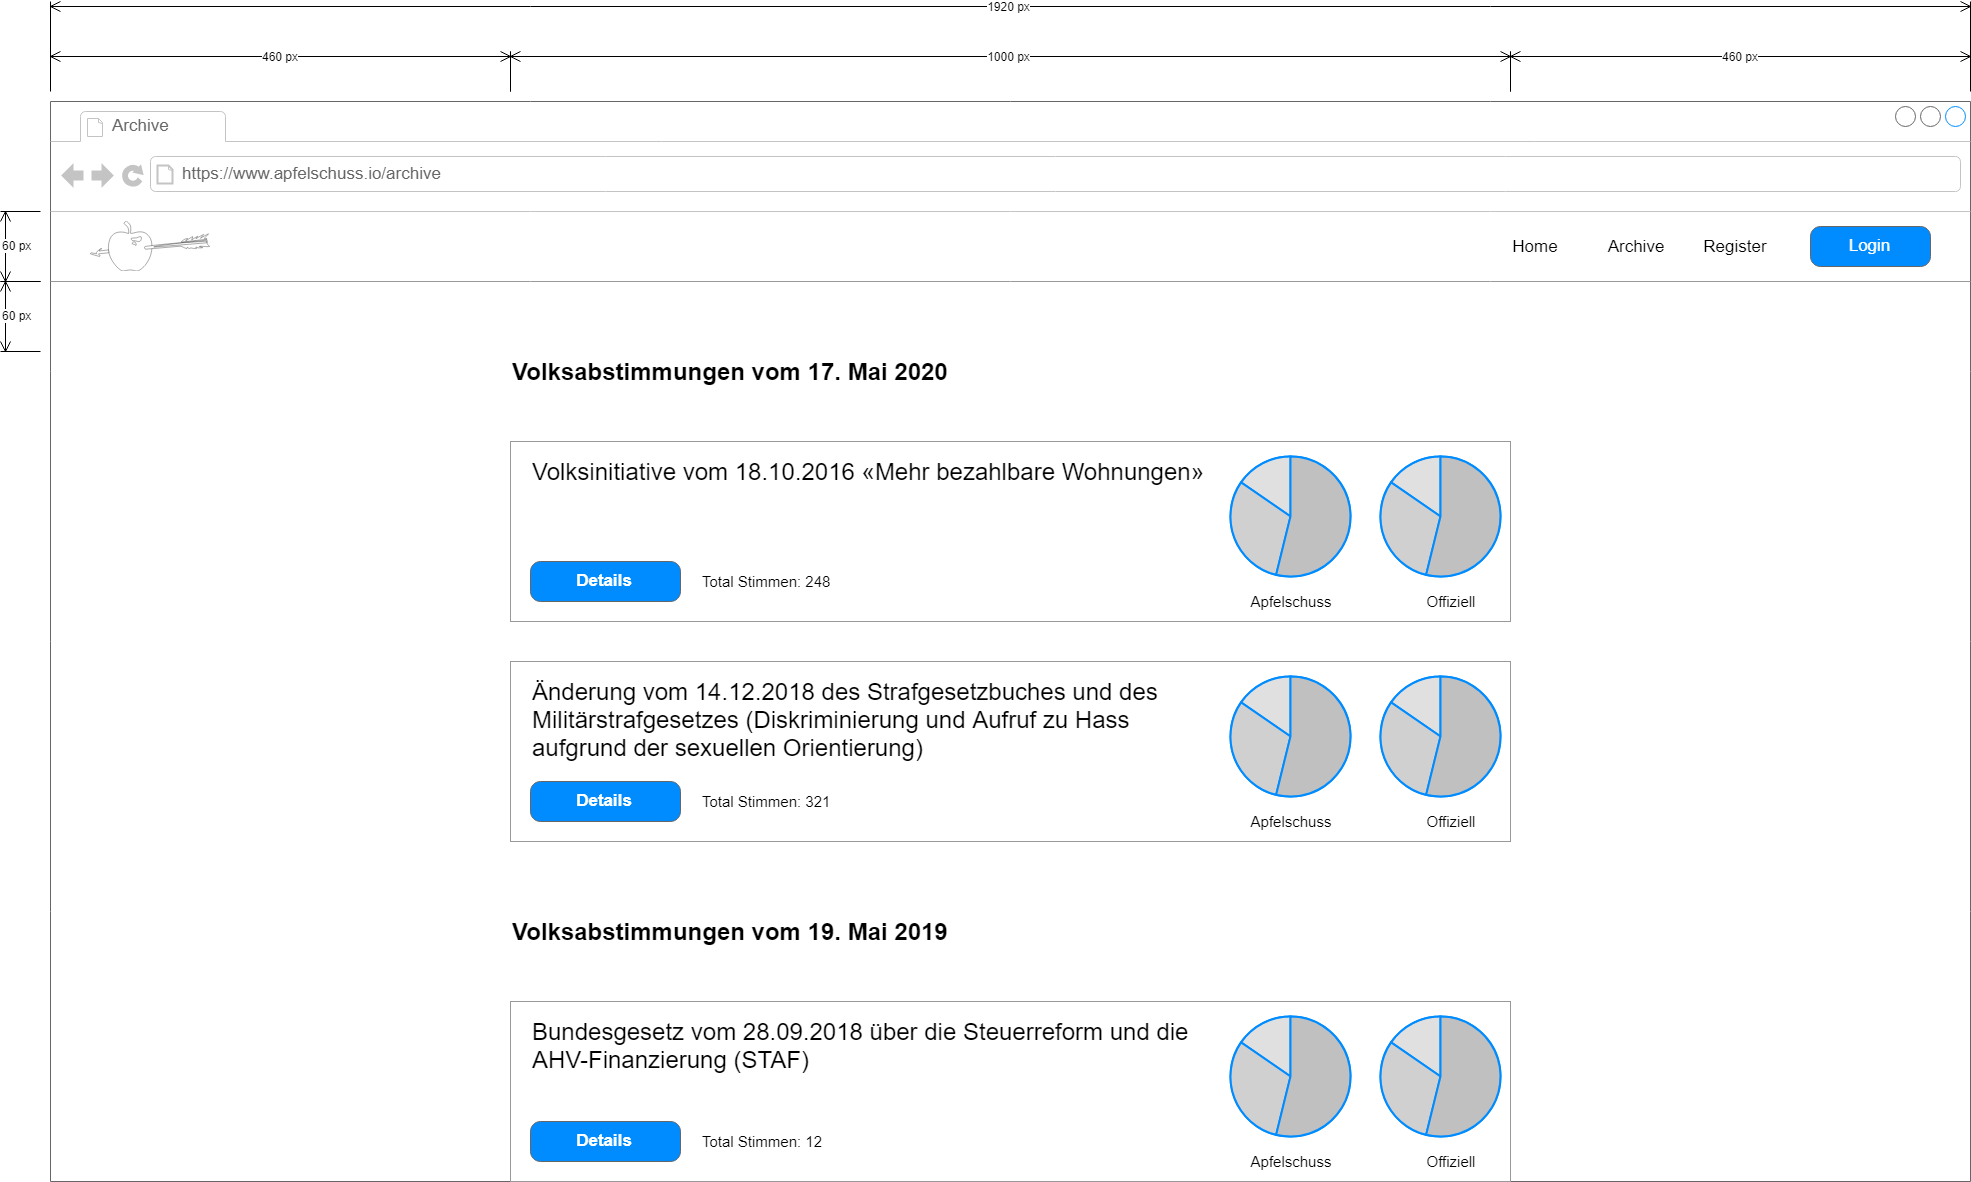 1920 px
460 px
1000 px
460 px
Archive
https://www.apfelschuss.io/archive
60 px
Home
Archive
Register
Login
60 px
Volksabstimmungen vom 17. Mai 2020
Volksinitiative vom 18.10.2016 «Mehr bezahlbare Wohnungen»
Details
Total Stimmen: 248
Apfelschuss
Offiziell
Änderung vom 14.12.2018 des Strafgesetzbuches und des
Militärstrafgesetzes (Diskriminierung und Aufruf zu Hass
aufgrund der sexuellen Orientierung)
Details
Total Stimmen: 321
Apfelschuss
Offiziell
Volksabstimmungen vom 19. Mai 2019
Bundesgesetz vom 28.09.2018 über die Steuerreform und die
AHV-Finanzierung (STAF)
Details
Total Stimmen: 12
Apfelschuss
Offiziell